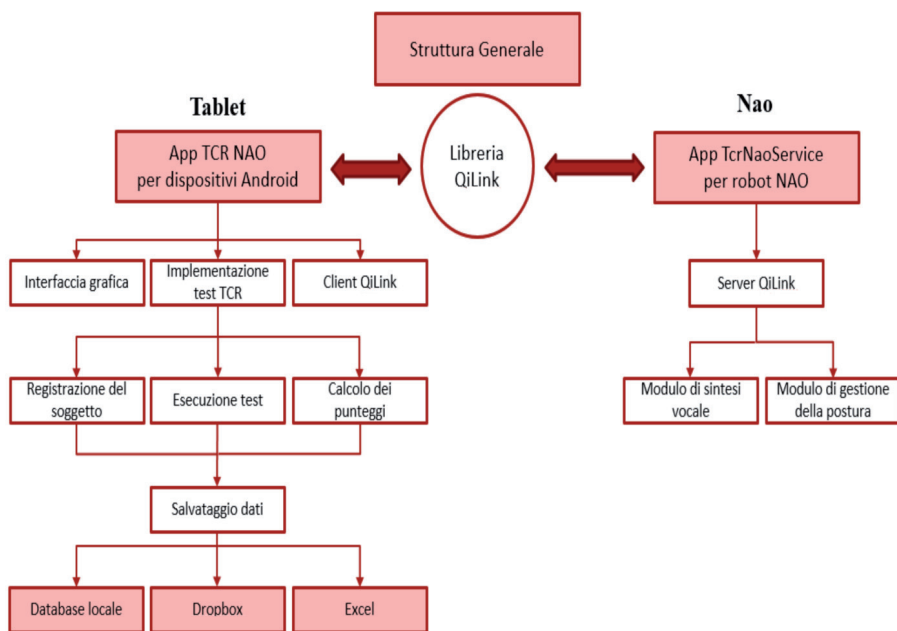 Struttura Generale
Tablet
Nao
App TCR NAO
per dispositivi Android
Libreria
QiLink
App TcrNaoService
per robot NAO
Interfaccia grafica
Implementazione
test TCR
Client QiLink
Server QiLink
Registrazione del
soggetto
Esecuzione test
Calcolo dei
punteggi
Modulo di sintesi
vocale
Modulo di gestione
della postura
Salvataggio dati
Database locale
Dropbox
Excel